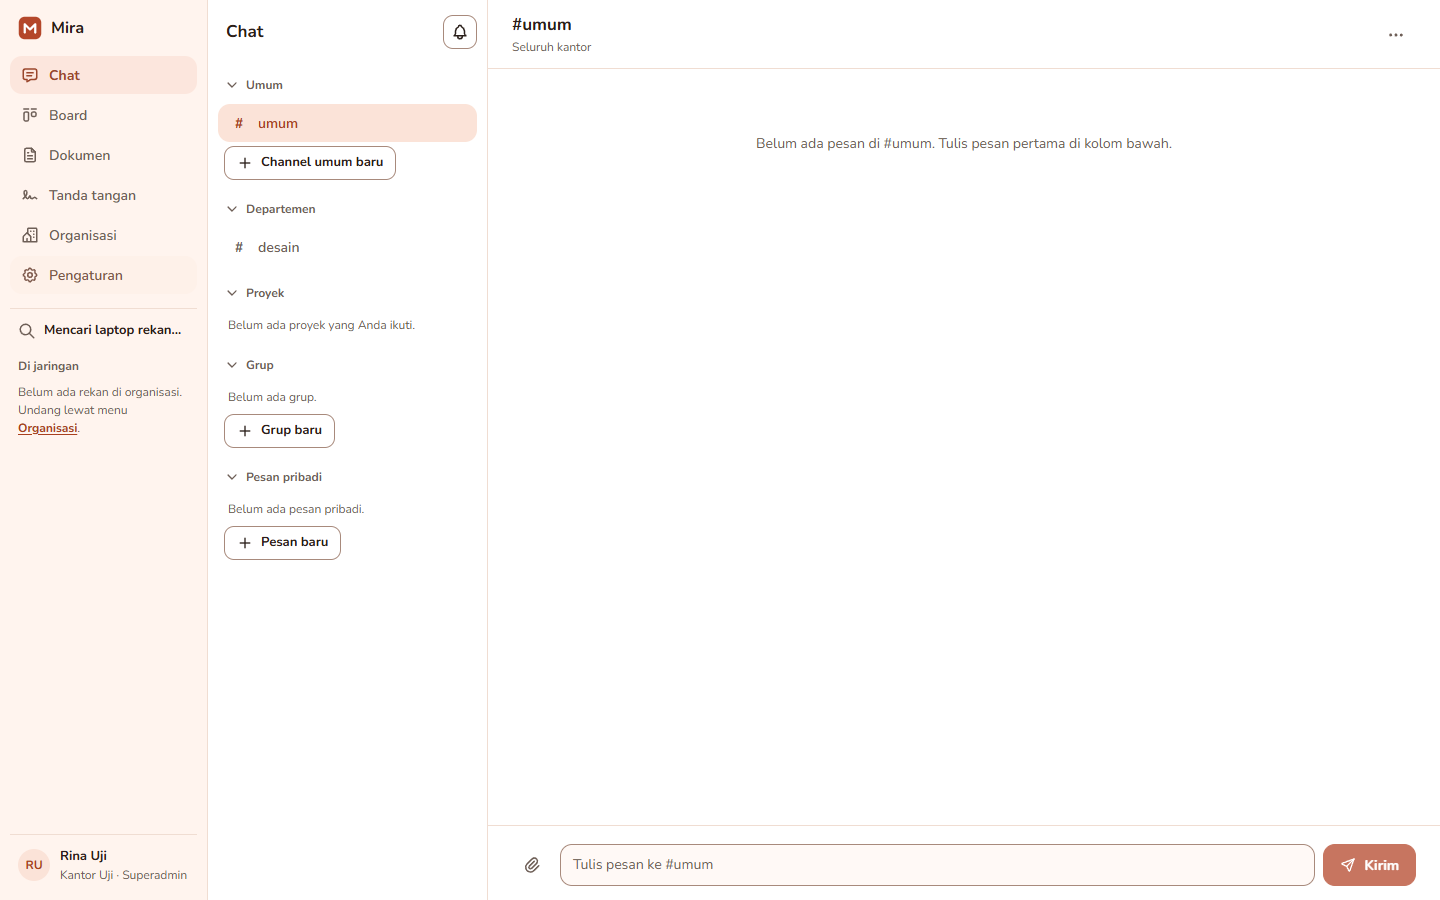 Mira
Chat
Board
Dokumen
Tanda tangan
Organisasi
Pengaturan
Mencari laptop rekan...
Di jaringan
Belum ada rekan di organisasi.
Undang lewat menu
Organisasi.
RU
Rina Uji
Kantor Uji · Superadmin
Chat
Umum
# umum
Channel umum baru
Departemen
# desain
Proyek
Belum ada proyek yang Anda ikuti.
Grup
Belum ada grup.
Grup baru
Pesan pribadi
Belum ada pesan pribadi.
Pesan baru
#umum
Seluruh kantor
Belum ada pesan di #umum. Tulis pesan pertama di kolom bawah.
Tulis pesan ke #umum
Kirim